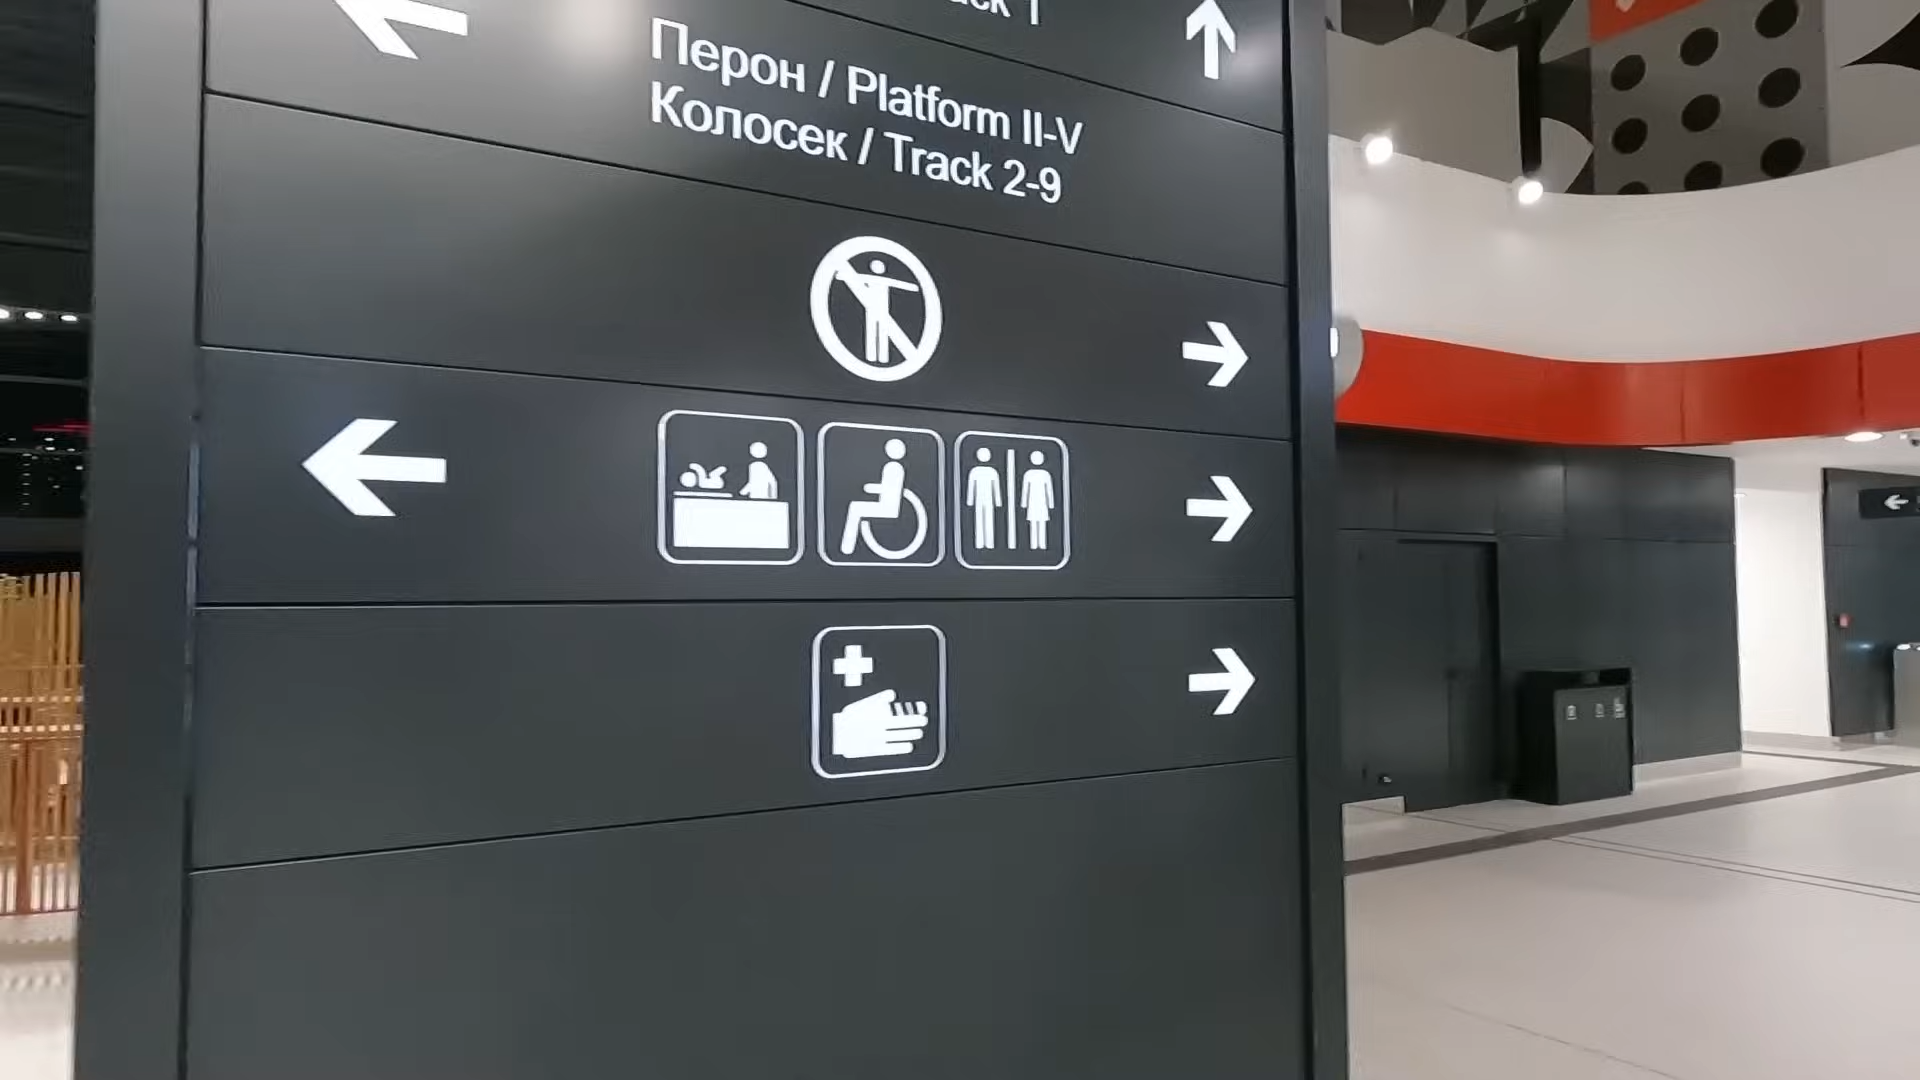 Перон / Platform II-V
Колосек / Track 2-9